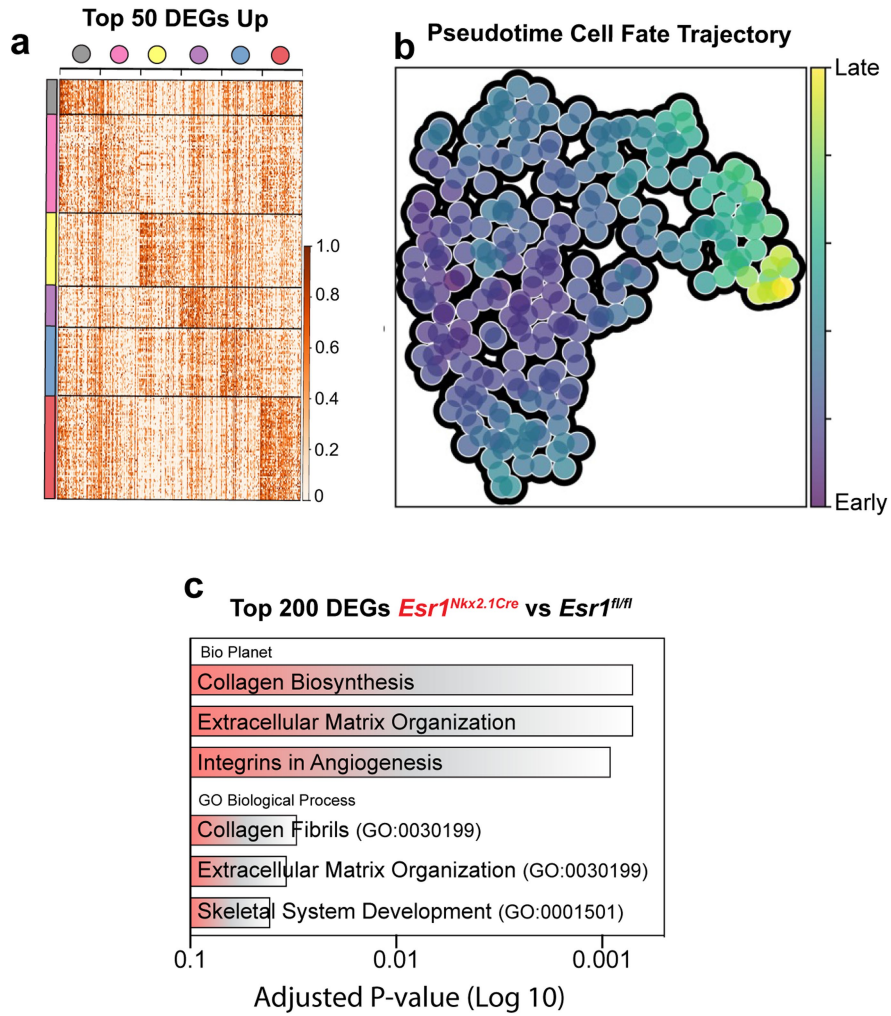 Top 50 DEGs Up
a
1.0
0.8
0.6
0.4
0.2
0
b
Pseudotime Cell Fate Trajectory
Late
Early
c
Top 200 DEGs Esr1Nkx2.1Cre vs Esr1fl/fl
Bio Planet
Collagen Biosynthesis
Extracellular Matrix Organization
Integrins in Angiogenesis
GO Biological Process
Collagen Fibrils (GO:0030199)
Extracellular Matrix Organization (GO:0030199)
Skeletal System Development (GO:0001501)
0.1
0.01
0.001
Adjusted P-value (Log 10)